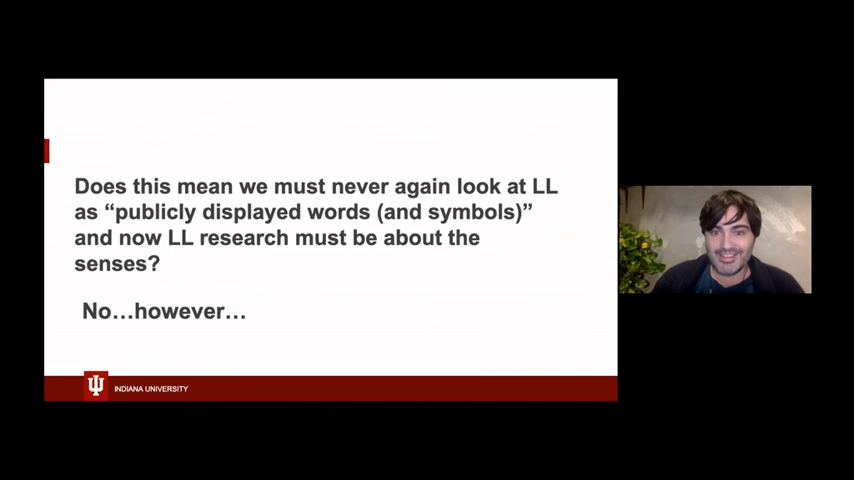 Does this mean we must never again look at LL
as “publicly displayed words (and symbols)”
and now LL research must be about the
senses?
No…however…
INDIANA UNIVERSITY